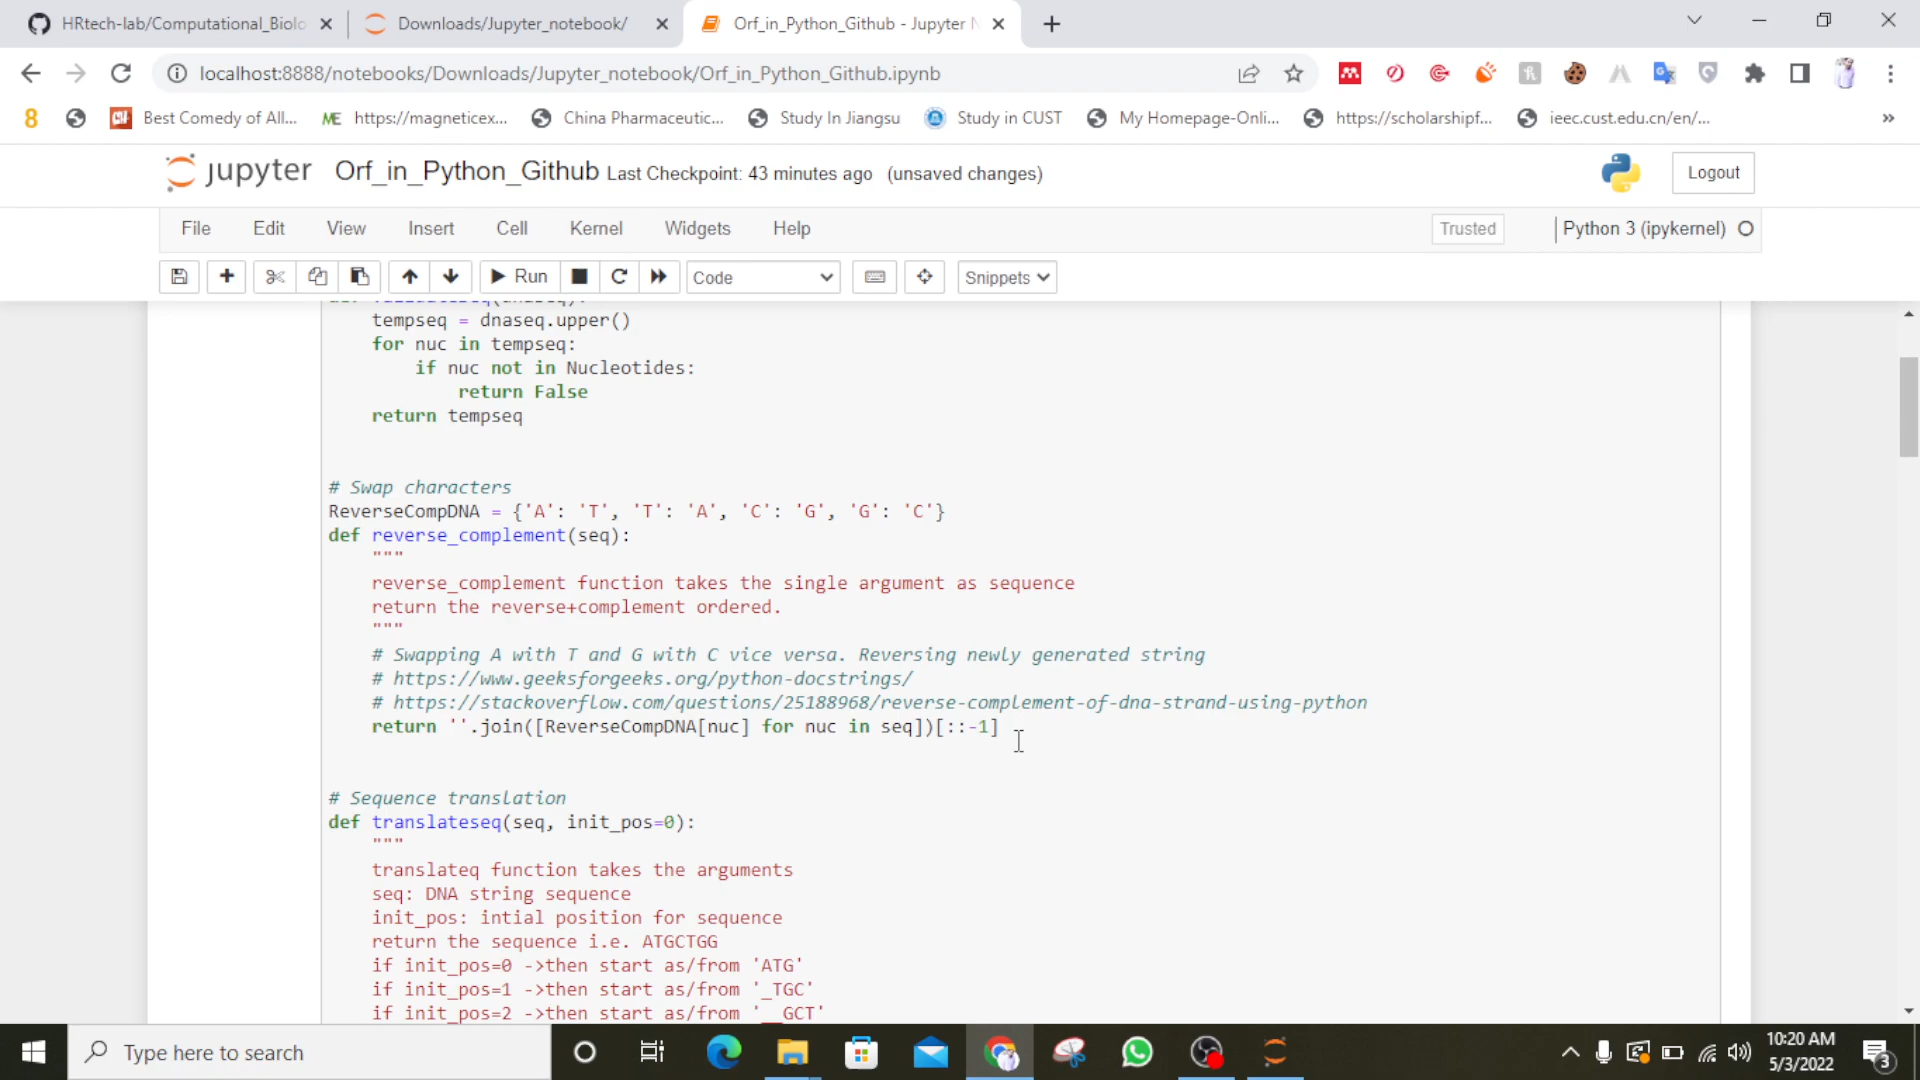 HRtech-lab/Computational_Biolo
Downloads/Jupyter_notebook/
Orf_in_Python_Github - Jupyter N
localhost:8888/notebooks/Downloads/Jupyter_notebook/Orf_in_Python_Github.ipynb
8
Best Comedy of All...
ME https://magneticex...
China Pharmaceutic...
Study In Jiangsu
Study in CUST
My Homepage-Onli...
https://scholarshipf...
ieec.cust.edu.cn/en/...
»
jupyter Orf_in_Python_Github Last Checkpoint: 43 minutes ago (unsaved changes)
Logout
File Edit View Insert Cell Kernel Widgets Help
Trusted
Python 3 (ipykernel)
Run
Code
Snippets
tempseq = dnaseq.upper()
for nuc in tempseq:
if nuc not in Nucleotides:
return False
return tempseq
# Swap characters
ReverseCompDNA = {'A': 'T', 'T': 'A', 'C': 'G', 'G': 'C'}
def reverse_complement(seq):
"""
reverse_complement function takes the single argument as sequence
return the reverse+complement ordered.
"""
# Swapping A with T and G with C vice versa. Reversing newly generated string
# https://www.geeksforgeeks.org/python-docstrings/
# https://stackoverflow.com/questions/25188968/reverse-complement-of-dna-strand-using-python
return ''.join([ReverseCompDNA[nuc] for nuc in seq])[::-1]
# Sequence translation
def translateseq(seq, init_pos=0):
"""
translateq function takes the arguments
seq: DNA string sequence
init_pos: intial position for sequence
return the sequence i.e. ATGCTGG
if init_pos=0 ->then start as/from 'ATG'
if init_pos=1 ->then start as/from '_TGC'
if init_pos=2 ->then start as/from '__GCT'
Type here to search
10:20 AM
5/3/2022
3